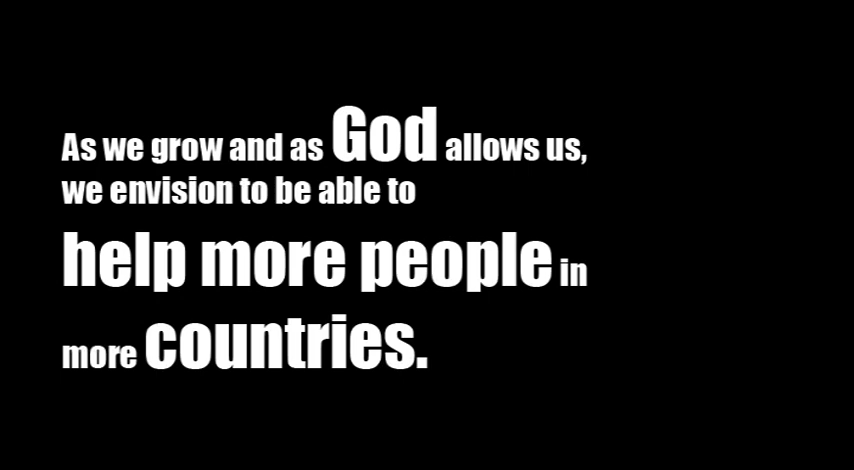 As we grow and as God allows us,
we envision to be able to
help more people in
more countries.